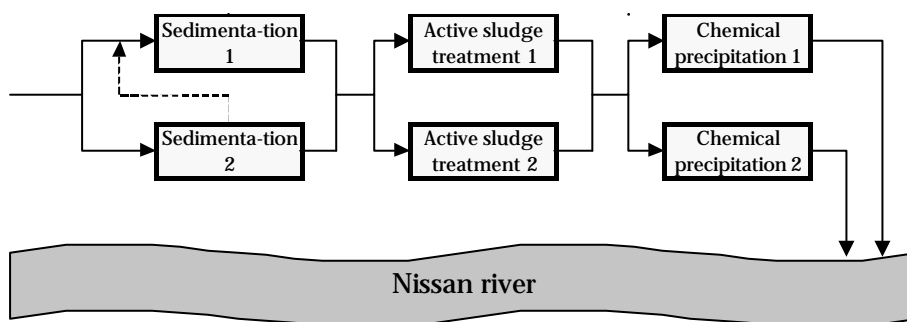 Sedimenta-tion
1
Active sludge
treatment 1
Chemical
precipitation 1
Sedimenta-tion
2
Active sludge
treatment 2
Chemical
precipitation 2
Nissan river